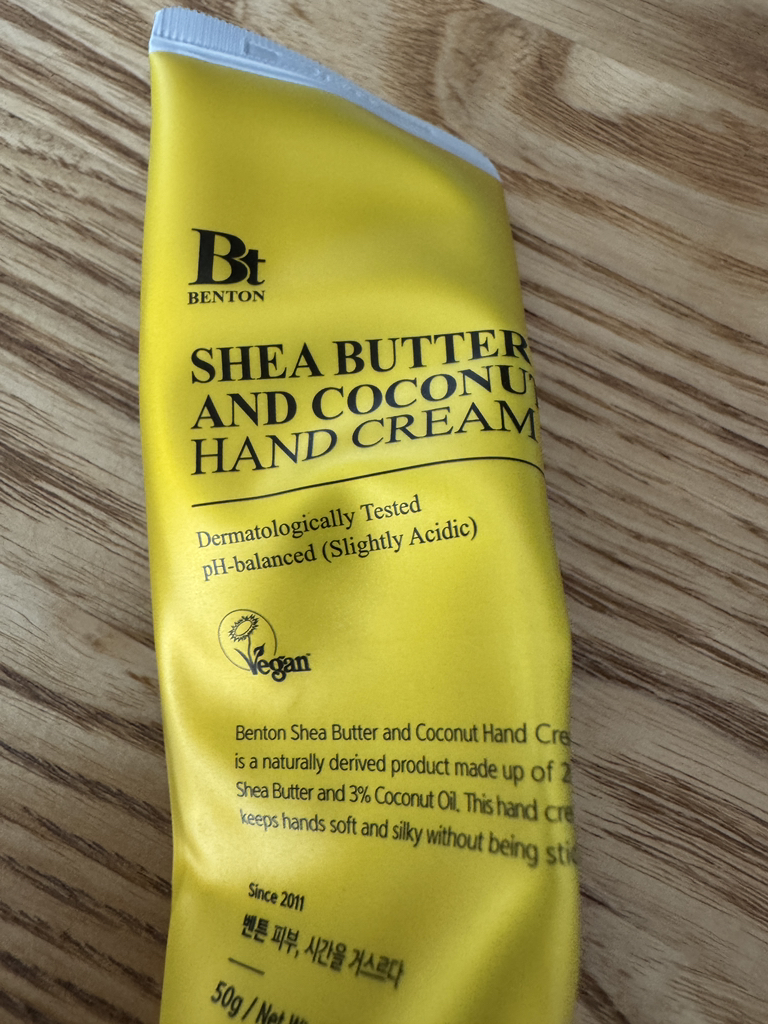 Bt
BENTON
SHEA BUTTER
AND COCONUT
HAND CREAM
Dermatologically Tested
pH-balanced (Slightly Acidic)
Vegan
Benton Shea Butter and Coconut Hand
is a naturally derived product made up of
Shea Butter and 3% Coconut Oil. This hand
keeps hands soft and silky without being
Since 2011
벤튼 피부, 시간을 거스르다
50g / Net